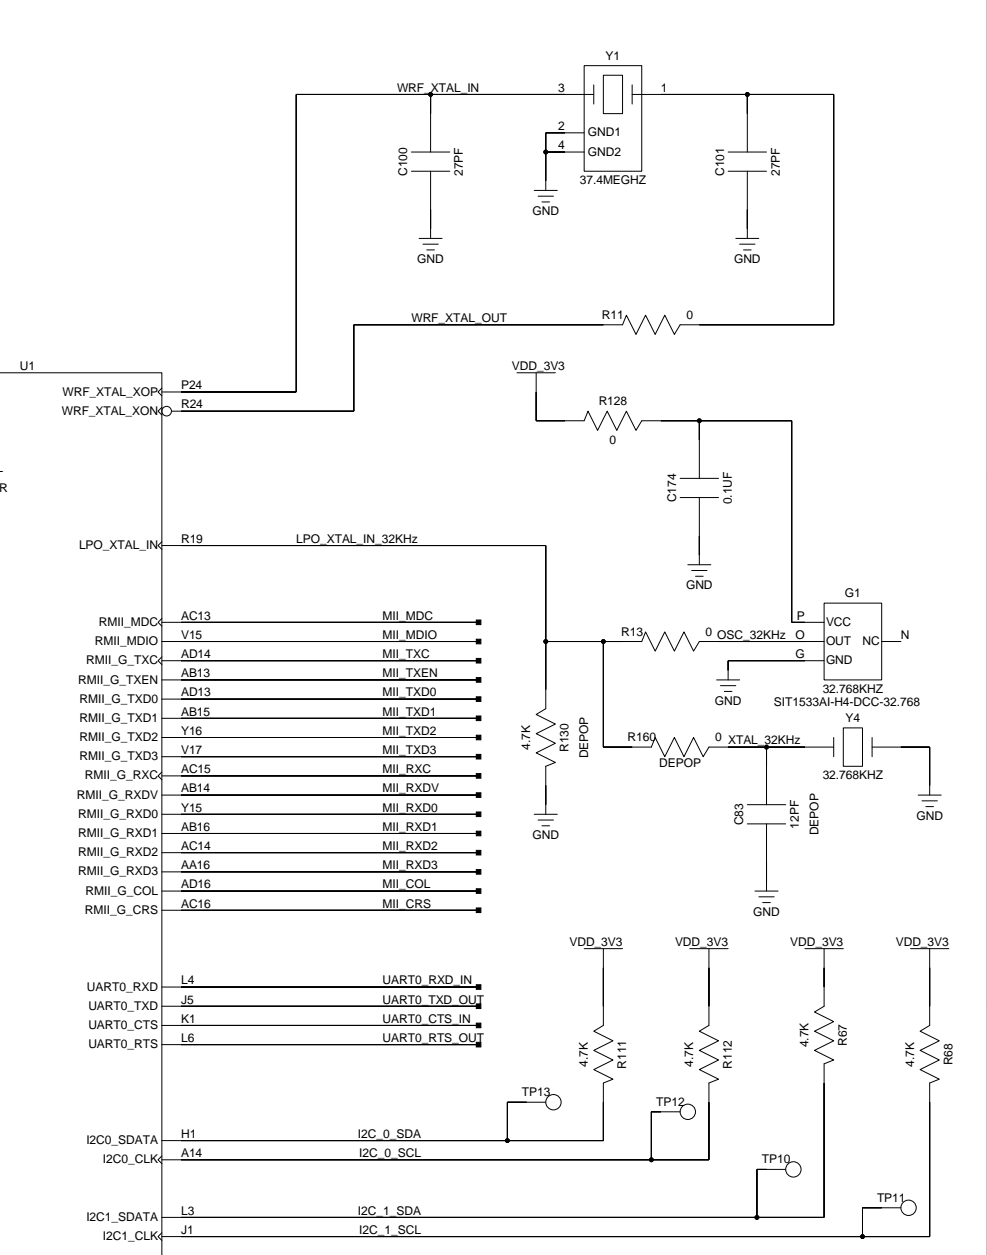 Y1
WRF_XTAL_IN
3
1
2
GND1
4
GND2
C100
27PF
C101
27PF
37.4MEGHZ
GND
GND
GND
WRF_XTAL_OUT
R11
0
U1
VDD_3V3
WRF_XTAL_XOP
P24
WRF_XTAL_XON
R24
R128
0
R
C174
0.1UF
LPO_XTAL_IN
R19
LPO_XTAL_IN_32KHz
GND
G1
RMII_MDC
AC13
MII_MDC
P
VCC
RMII_MDIO
V15
MII_MDIO
R13
0
OSC_32KHz
O
OUT
NC
N
RMII_G_TXC
AD14
MII_TXC
G
GND
RMII_G_TXEN
AB13
MII_TXEN
GND
32.768KHZ
SIT1533AI-H4-DCC-32.768
RMII_G_TXD0
AD13
MII_TXD0
RMII_G_TXD1
AB15
MII_TXD1
Y4
RMII_G_TXD2
Y16
MII_TXD2
4.7K
R130
DEPOP
R160
0
XTAL_32KHz
DEPOP
RMII_G_TXD3
V17
MII_TXD3
32.768KHZ
RMII_G_RXC
AC15
MII_RXC
RMII_G_RXDV
AB14
MII_RXDV
RMII_G_RXD0
Y15
MII_RXD0
C83
12PF
DEPOP
GND
RMII_G_RXD1
AB16
MII_RXD1
GND
RMII_G_RXD2
AC14
MII_RXD2
RMII_G_RXD3
AA16
MII_RXD3
RMII_G_COL
AD16
MII_COL
RMII_G_CRS
AC16
MII_CRS
GND
VDD_3V3
VDD_3V3
VDD_3V3
VDD_3V3
UART0_RXD
L4
UART0_RXD_IN
UART0_TXD
J5
UART0_TXD_OUT
UART0_CTS
K1
UART0_CTS_IN
UART0_RTS
L6
UART0_RTS_OUT
4.7K
R111
4.7K
R112
4.7K
R67
4.7K
R68
TP13
TP12
I2C0_SDATA
H1
I2C_0_SDA
I2C0_CLK
A14
I2C_0_SCL
TP10
TP11
I2C1_SDATA
L3
I2C_1_SDA
I2C1_CLK
J1
I2C_1_SCL